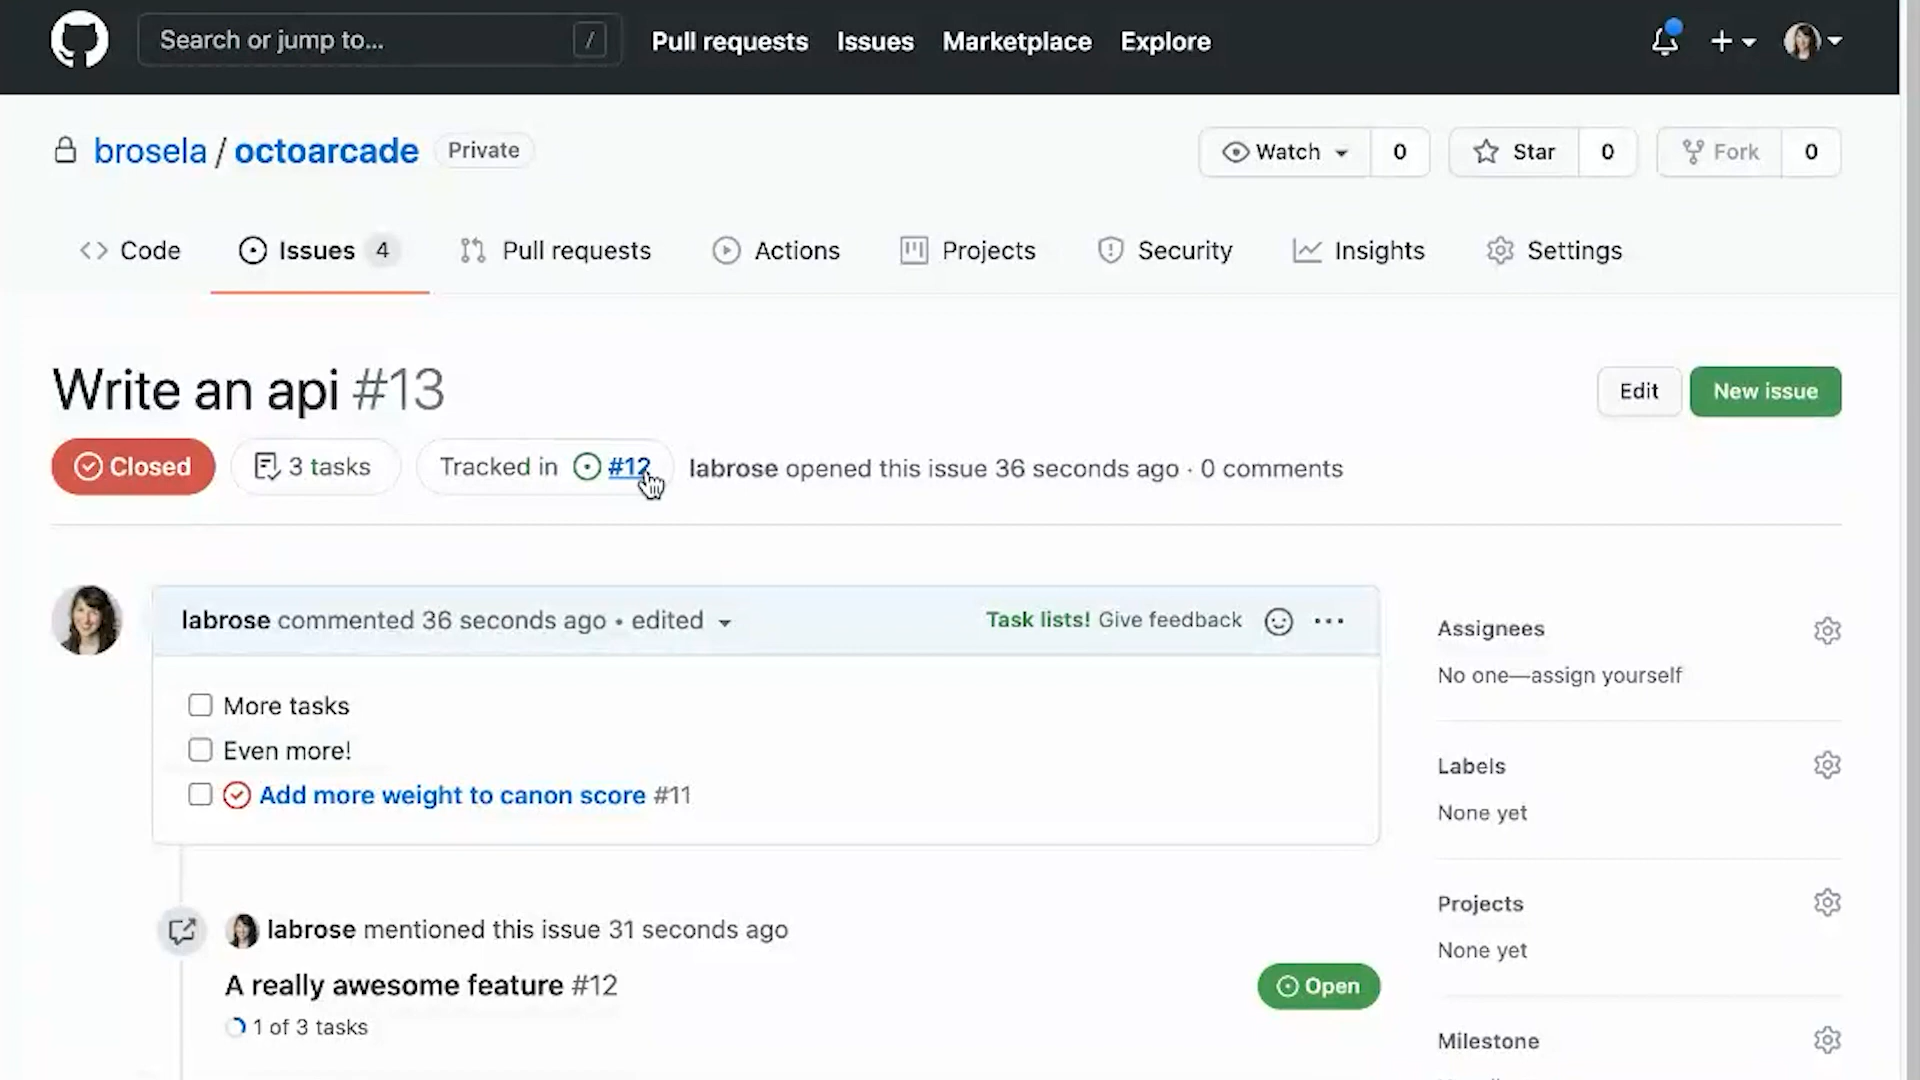 Search or jump to... /
Pull requests Issues Marketplace Explore
brosela / octoarcade Private
Watch 0 Star 0 Fork 0
Code Issues 4 Pull requests Actions Projects Security Insights Settings
Write an api #13
Edit New issue
Closed 3 tasks Tracked in #12 labrose opened this issue 36 seconds ago · 0 comments
labrose commented 36 seconds ago • edited Task lists! Give feedback
More tasks
Even more!
Add more weight to canon score #11
labrose mentioned this issue 31 seconds ago
A really awesome feature #12 Open
1 of 3 tasks
Assignees
No one—assign yourself
Labels
None yet
Projects
None yet
Milestone